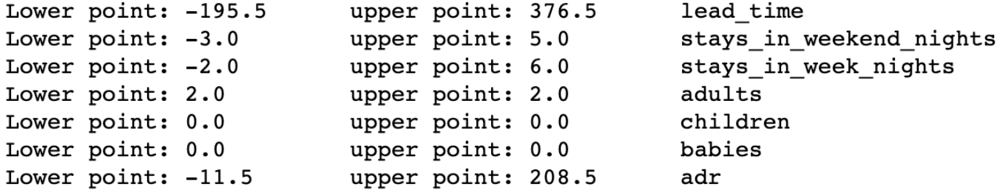 Lower point: -195.5 upper point: 376.5 lead_time
Lower point: -3.0 upper point: 5.0 stays_in_weekend_nights
Lower point: -2.0 upper point: 6.0 stays_in_week_nights
Lower point: 2.0 upper point: 2.0 adults
Lower point: 0.0 upper point: 0.0 children
Lower point: 0.0 upper point: 0.0 babies
Lower point: -11.5 upper point: 208.5 adr